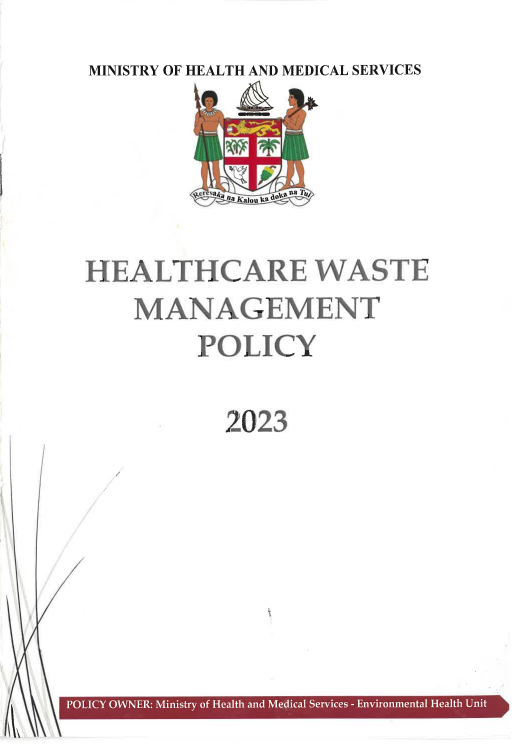 MINISTRY OF HEALTH AND MEDICAL SERVICES
Rerevaka na Kalou ka doka na Tui
HEALTHCARE WASTE
MANAGEMENT
POLICY
2023
POLICY OWNER: Ministry of Health and Medical Services - Environmental Health Unit